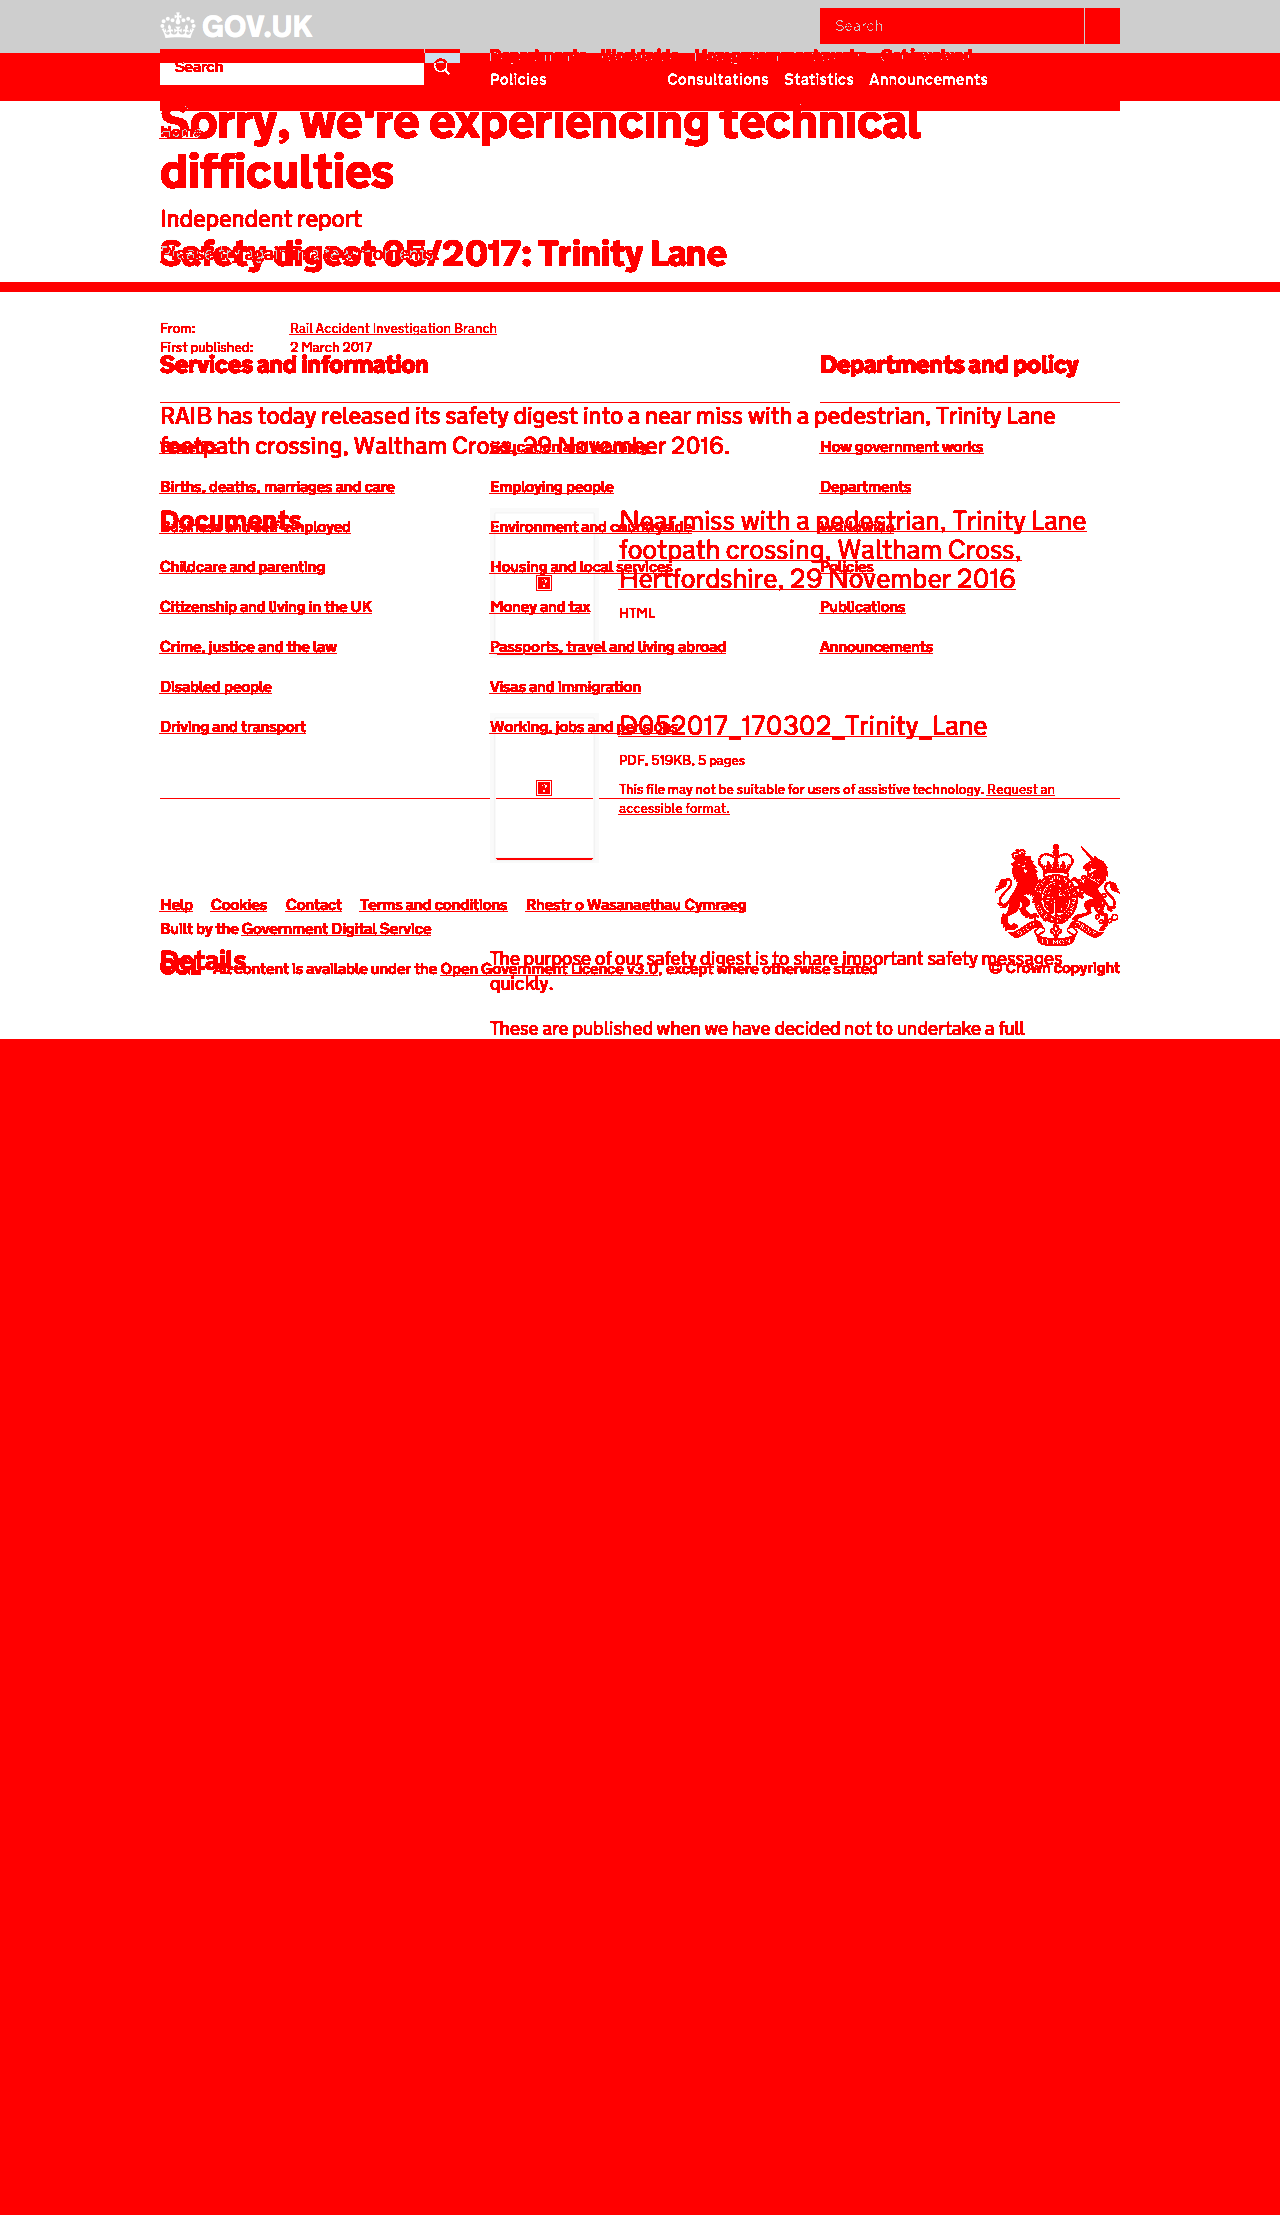 GOV.UK
Search
Departments Worldwide How government works Get involved
Search
Policies Consultations Statistics Announcements
Sorry, we're experiencing technical
Home
difficulties
Independent report
Safety digest 05/2017: Trinity Lane
Please try again in a few moments.
From: Rail Accident Investigation Branch
First published: 2 March 2017
Services and information Departments and policy
RAIB has today released its safety digest into a near miss with a pedestrian, Trinity Lane
footpath crossing, Waltham Cross, 29 November 2016.
Benefits Education and learning How government works
Births, deaths, marriages and care Employing people Departments
Documents
Near miss with a pedestrian, Trinity Lane
Business and self-employed Environment and countryside Worldwide
footpath crossing, Waltham Cross,
Childcare and parenting Housing and local services Policies
Hertfordshire, 29 November 2016
Citizenship and living in the UK Money and tax Publications
HTML
Crime, justice and the law Passports, travel and living abroad Announcements
Disabled people Visas and immigration
Driving and transport Working, jobs and pensions
D052017_170302_Trinity_Lane
PDF, 519KB, 5 pages
This file may not be suitable for users of assistive technology. Request an
accessible format.
Help Cookies Contact Terms and conditions Rhestr o Wasanaethau Cymraeg
Built by the Government Digital Service
Details
The purpose of our safety digest is to share important safety messages
OGL All content is available under the Open Government Licence v3.0, except where otherwise stated © Crown copyright
quickly.
These are published when we have decided not to undertake a full